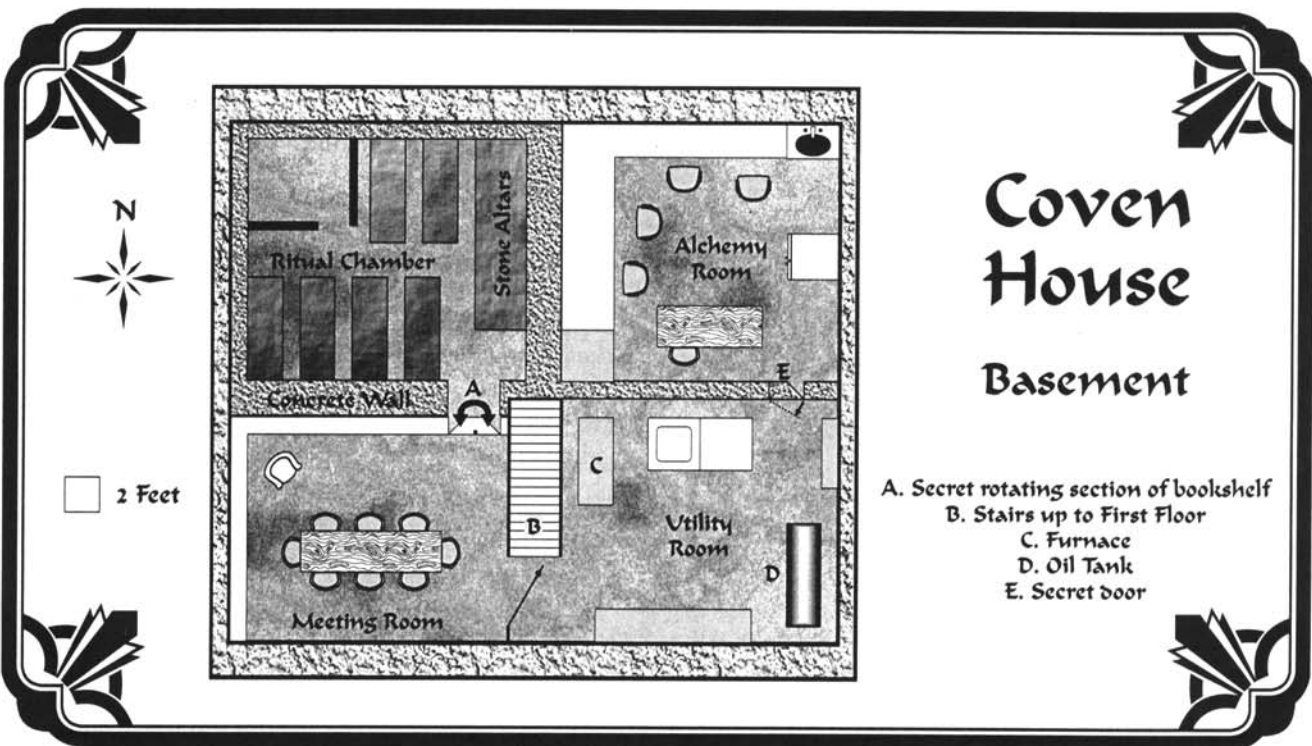 N
2 Feet
Ritual Chamber
Stone Altars
Concrete Wall
A
Alchemy
Room
E
B
C
Utility
Room
D
Meeting Room
Coven
House
Basement
A. Secret rotating section of bookshelf
B. Stairs up to First Floor
C. Furnace
D. Oil Tank
E. Secret door